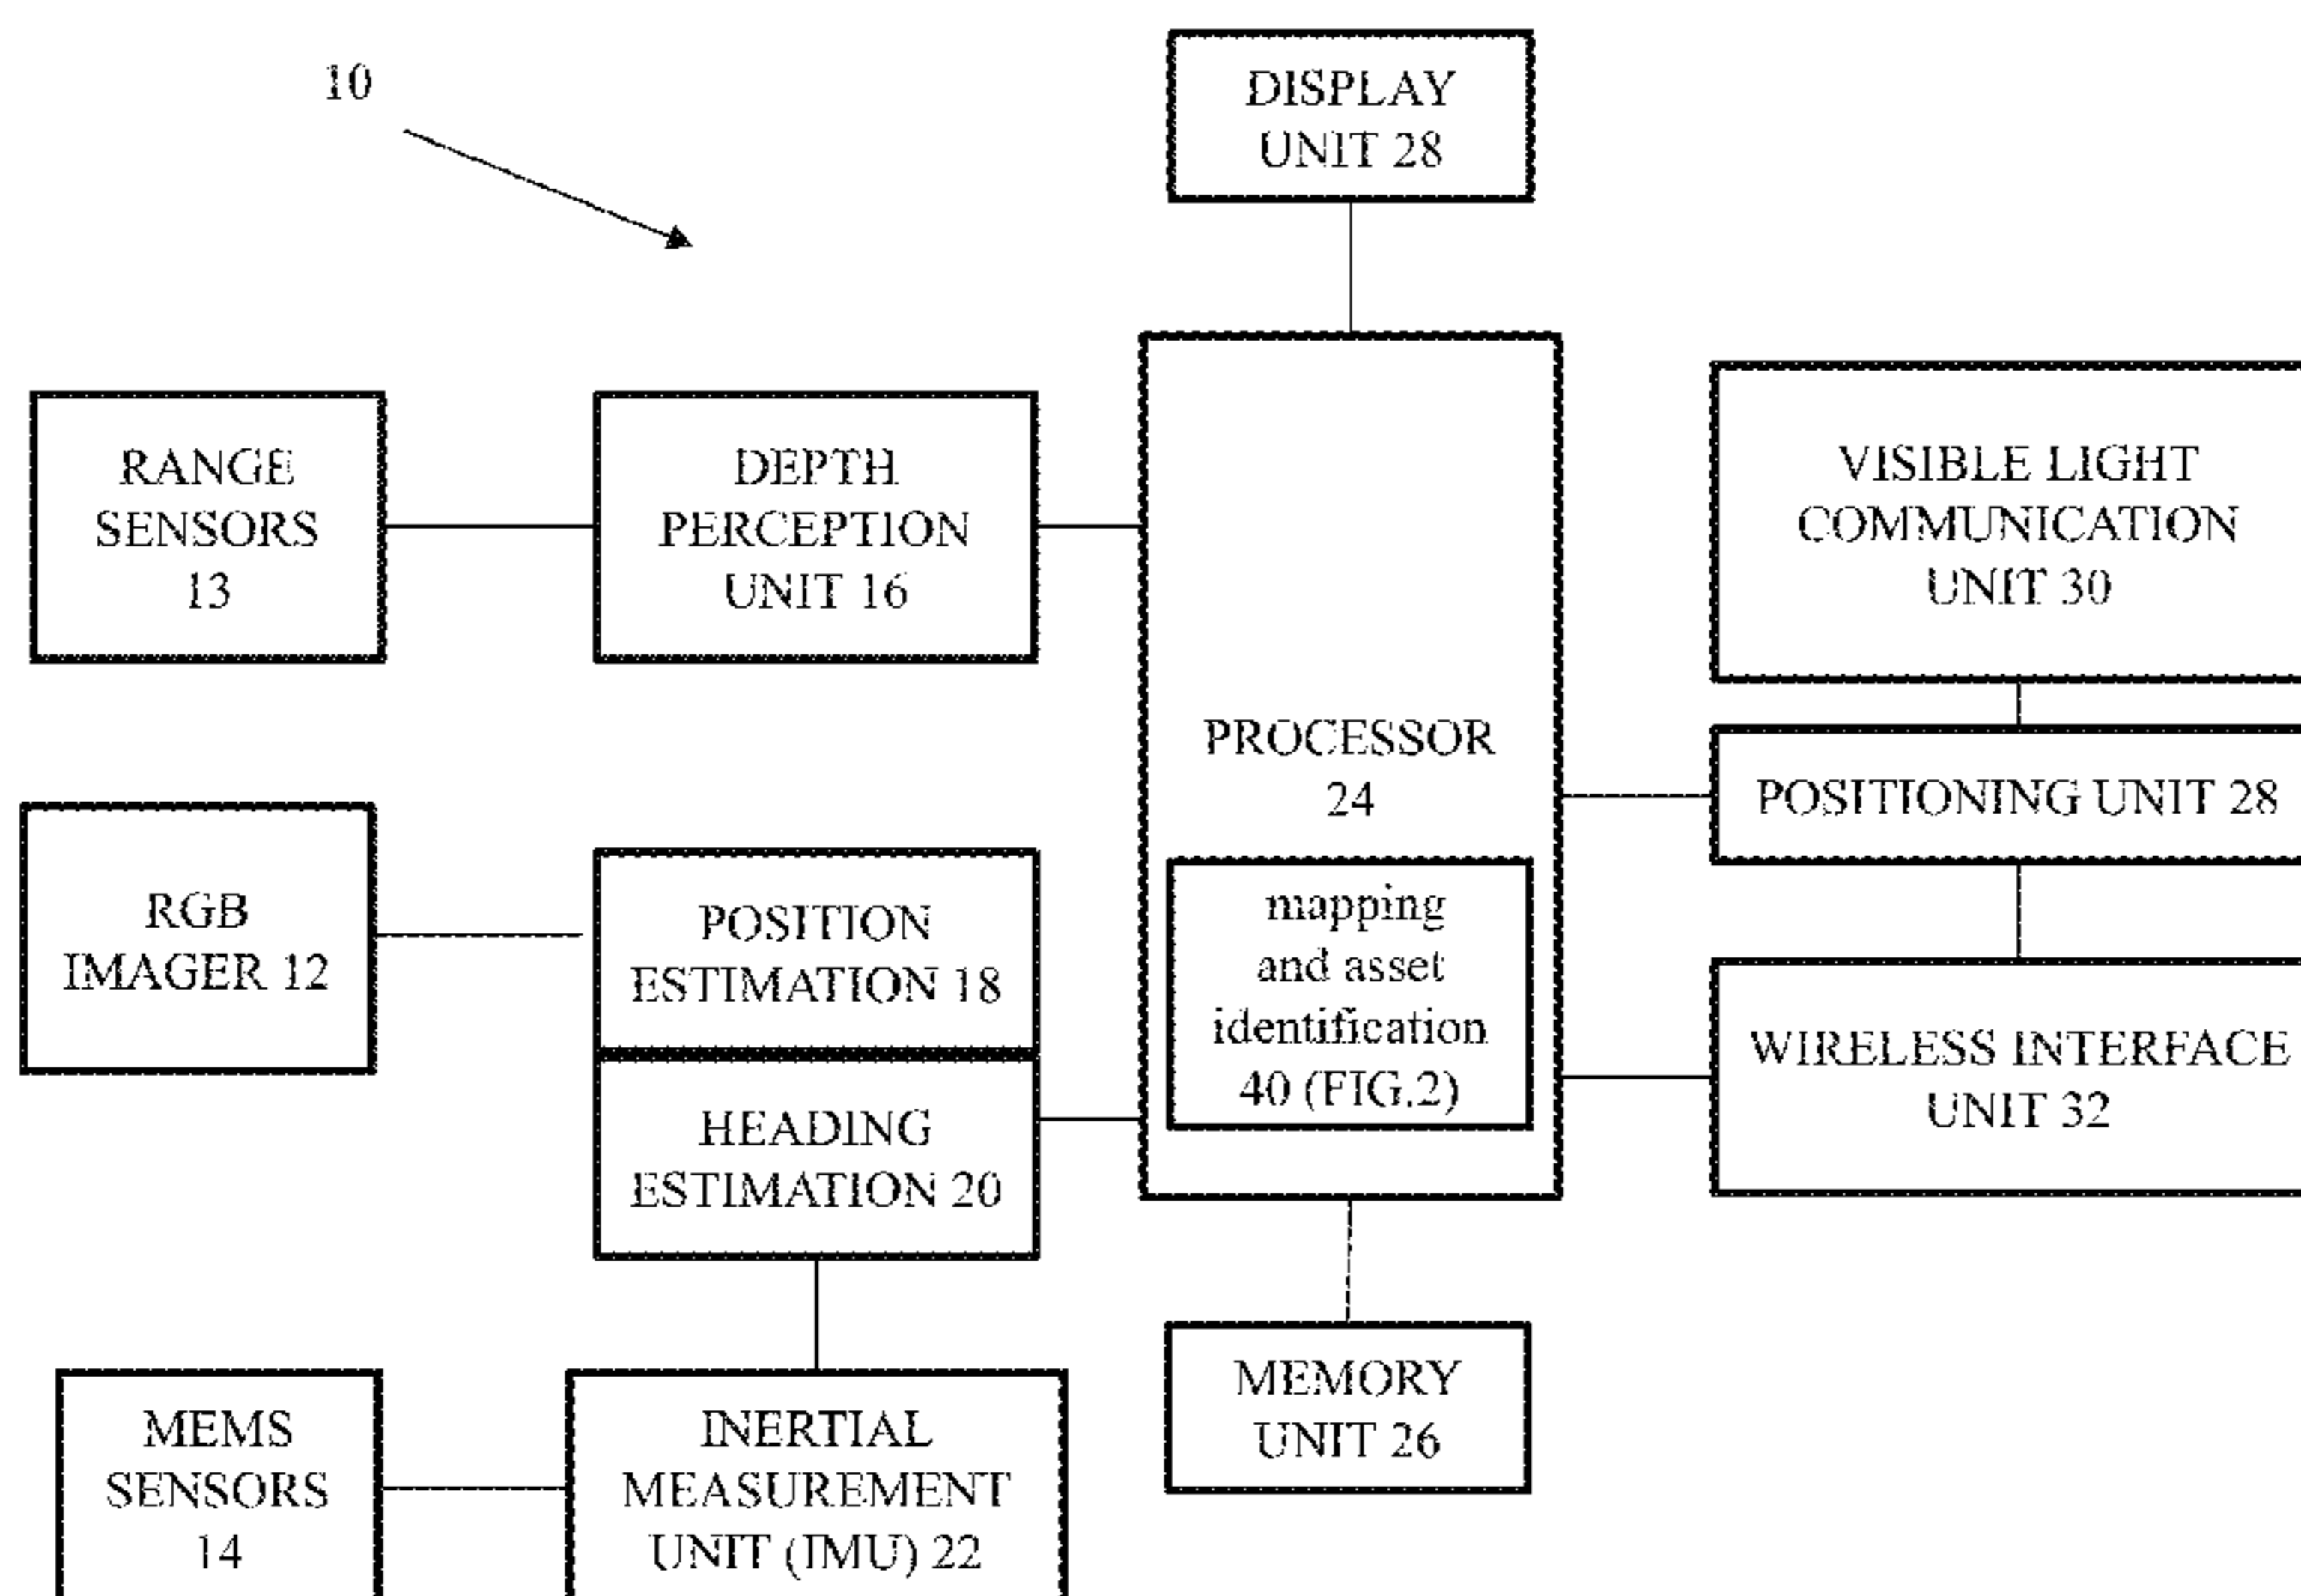 10
DISPLAY
UNIT 28
RANGE
SENSORS
13
DEPTH
PERCEPTION
UNIT 16
VISIBLE LIGHT
COMMUNICATION
UNIT 30
PROCESSOR
24
POSITIONING UNIT 28
RGB
IMAGER 12
POSITION
ESTIMATION 18
mapping
and asset
identification
40 (FIG.2)
HEADING
ESTIMATION 20
WIRELESS INTERFACE
UNIT 32
MEMORY
UNIT 26
MEMS
SENSORS
14
INERTIAL
MEASUREMENT
UNIT (IMU) 22